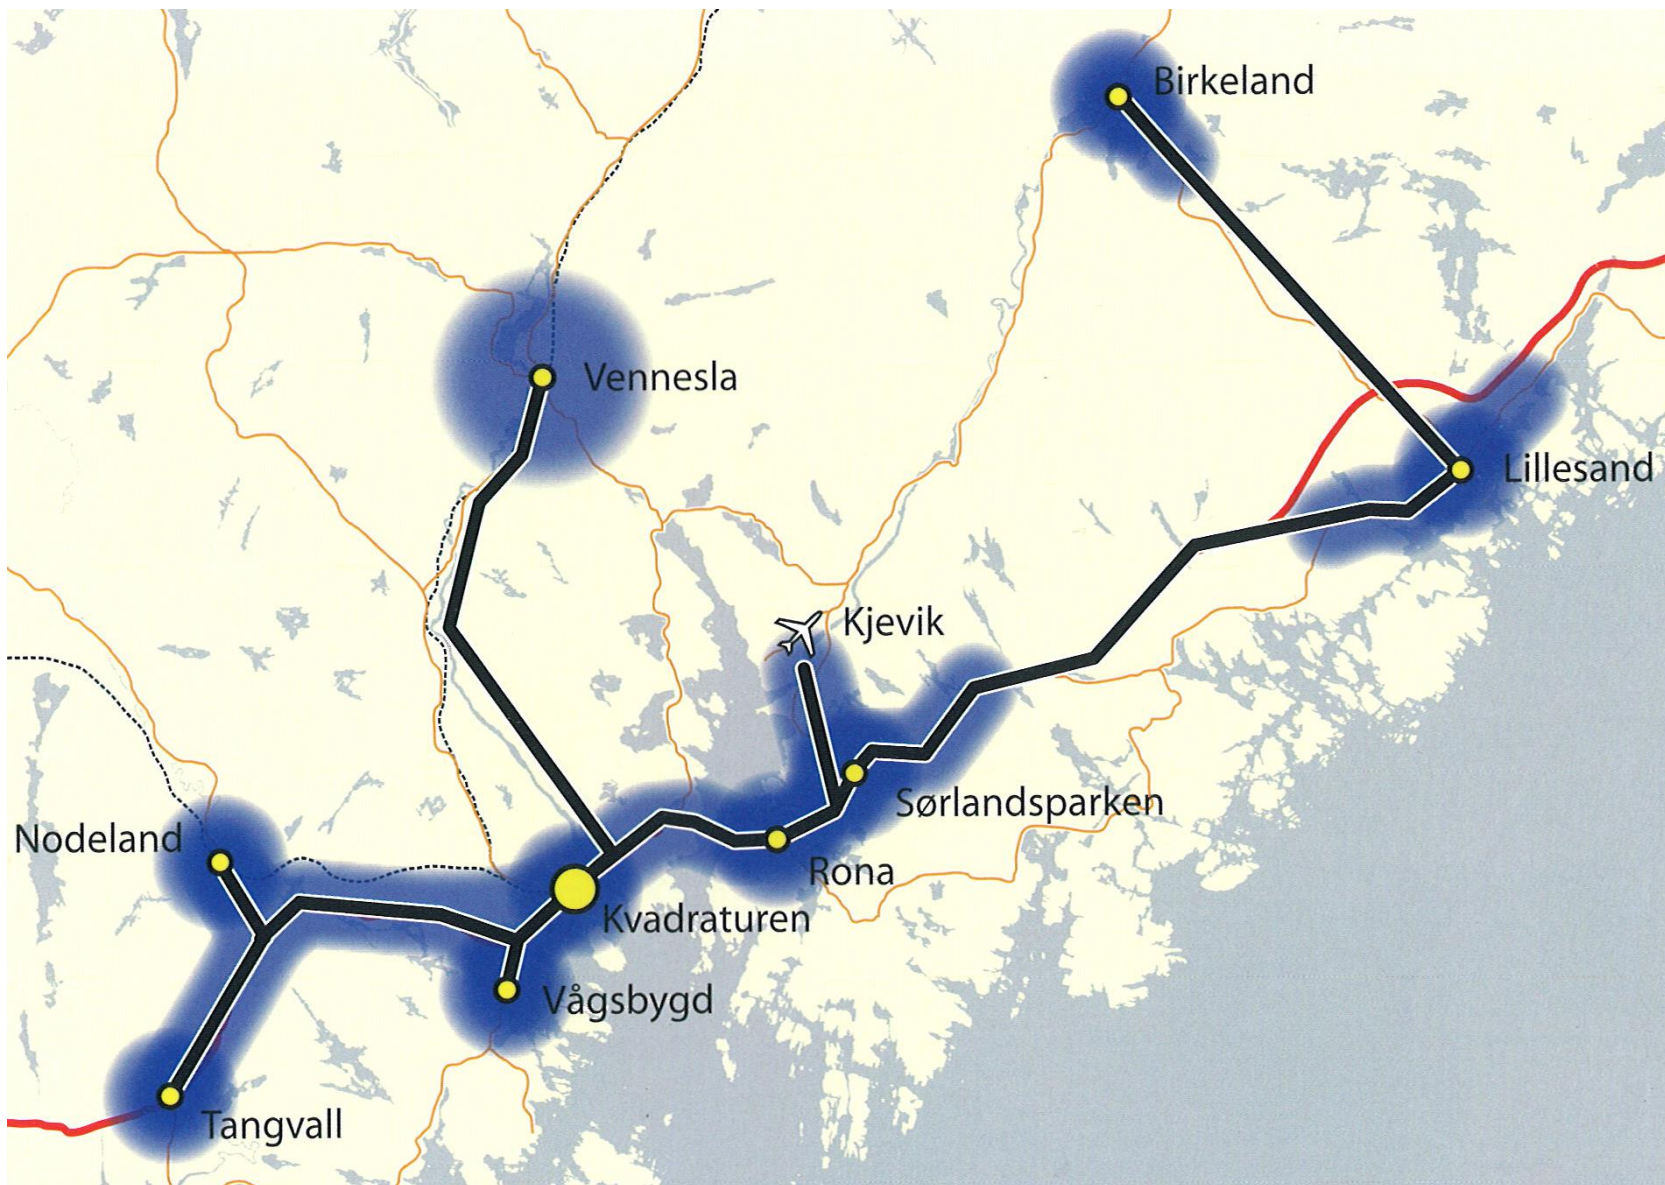 Birkeland
Vennesla
Lillesand
Kjevik
Sørlandsparken
Nodeland
Rona
Kvadraturen
Vågsbygd
Tangvall